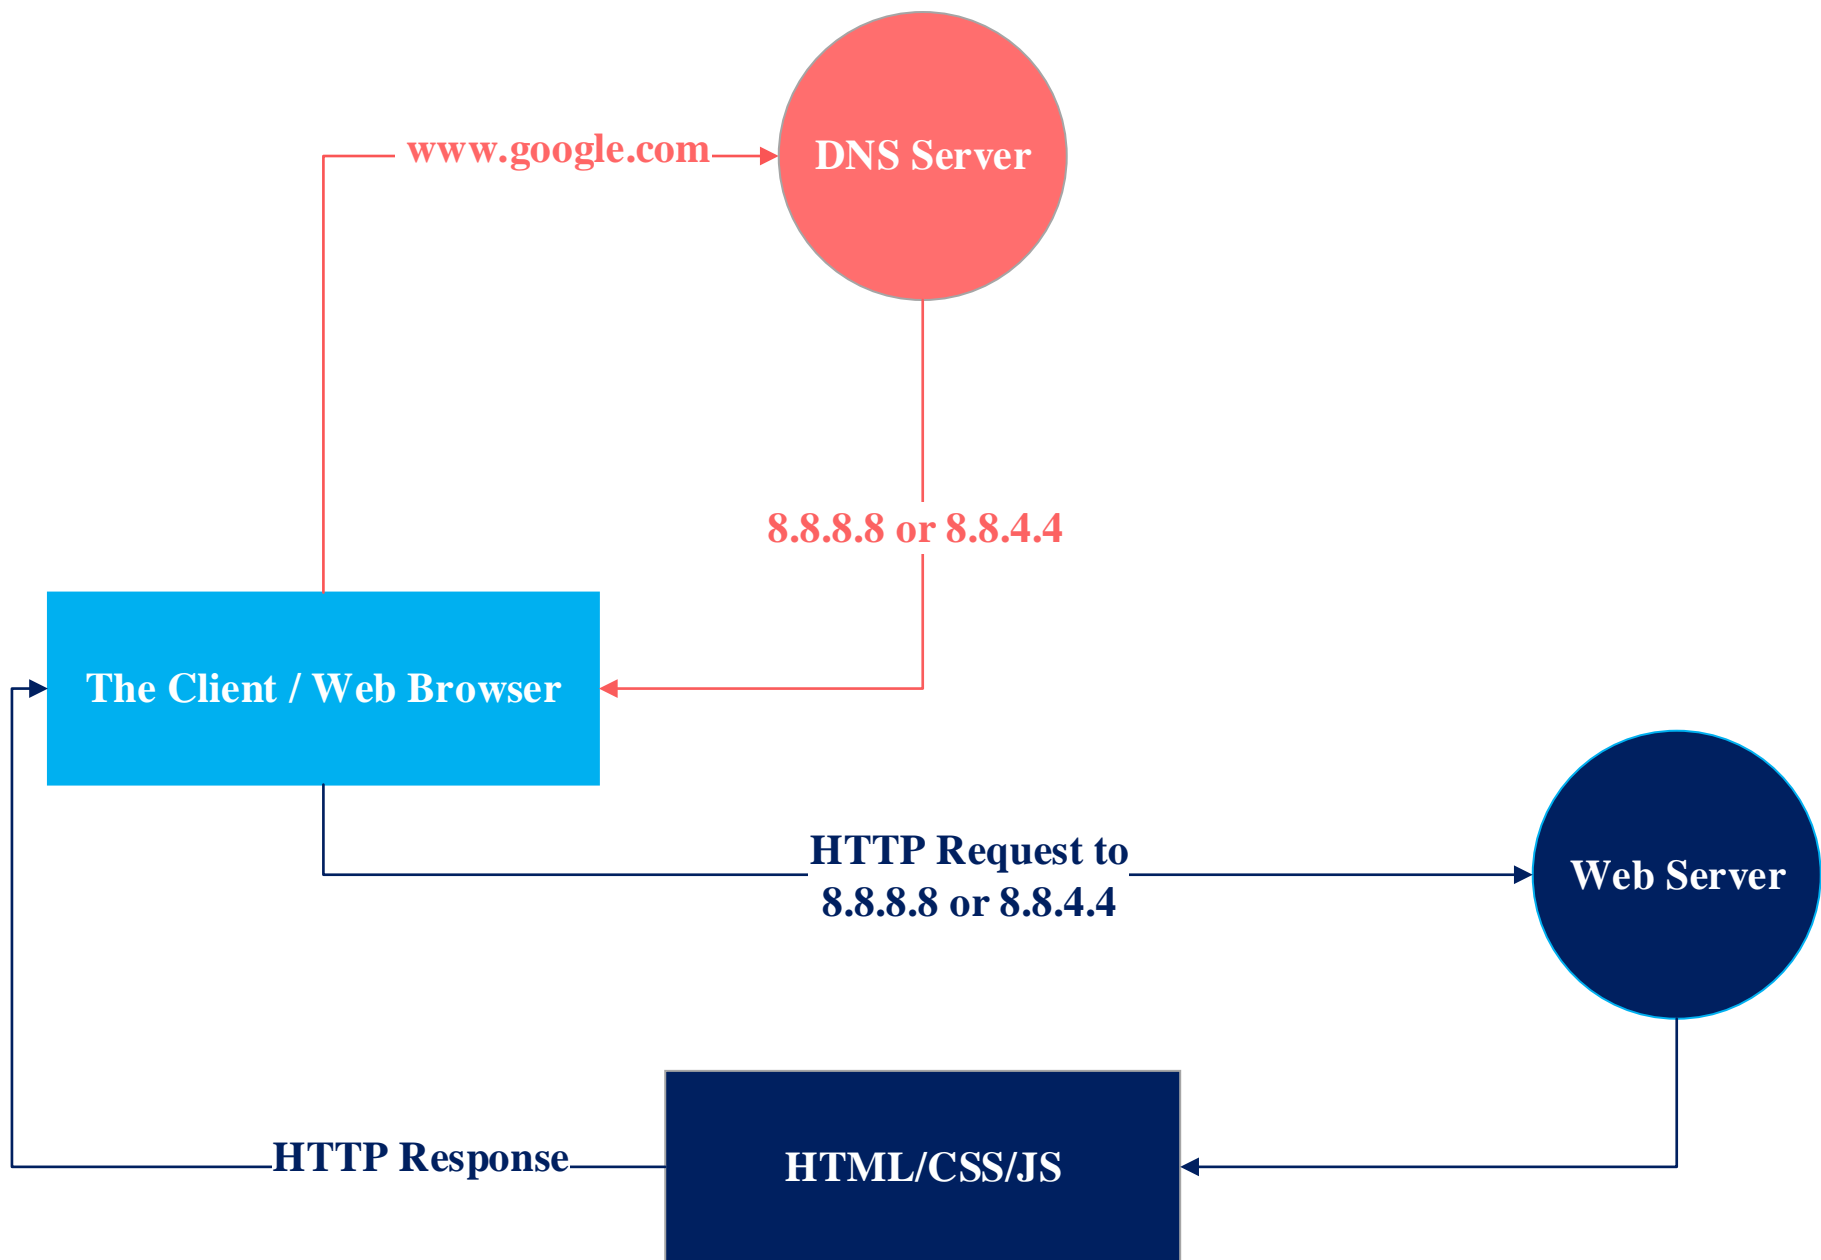 www.google.com
DNS Server
8.8.8.8 or 8.8.4.4
The Client / Web Browser
HTTP Request to
8.8.8.8 or 8.8.4.4
Web Server
HTTP Response
HTML/CSS/JS